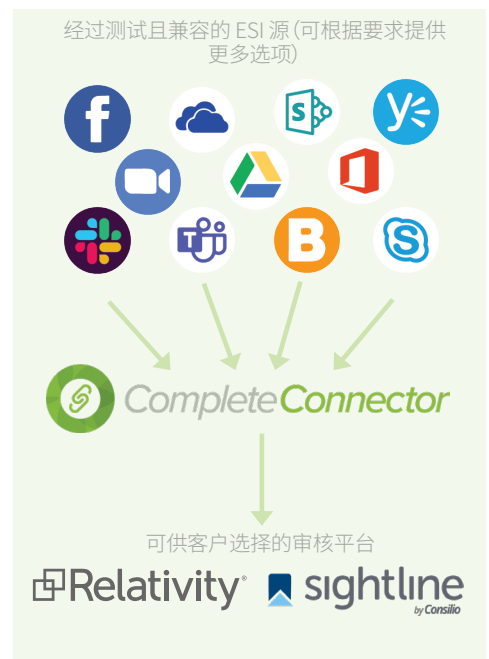 经过测试且兼容的 ESI 源 (可根据要求提供
更多选项)
CompleteConnector
可供客户选择的审核平台
Relativity®
sightline
by Consilio